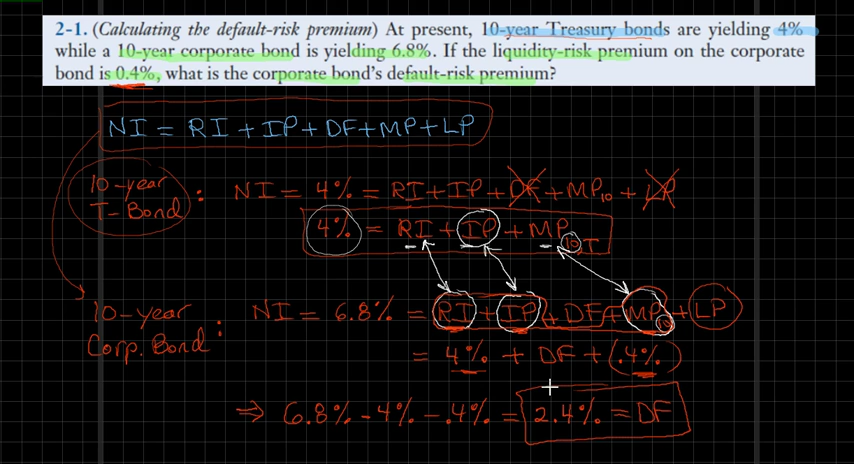 2-1. (Calculating the default-risk premium) At present, 10-year Treasury bonds are yielding 4%
while a 10-year corporate bond is yielding 6.8%. If the liquidity-risk premium on the corporate
bond is 0.4%, what is the corporate bond's default-risk premium?
NI = RI + IP + DF + MP + LP
10-year
T-Bond : NI = 4% = RI + IP + DF + MP10 + LP
4% = RI + IP + MP10, I
10-year
Corp. Bond : NI = 6.8% = RI + IP + DF + MP10 + LP
= 4% + DF + (.4%)
⇒ 6.8% - 4% - .4% = 2.4% = DF